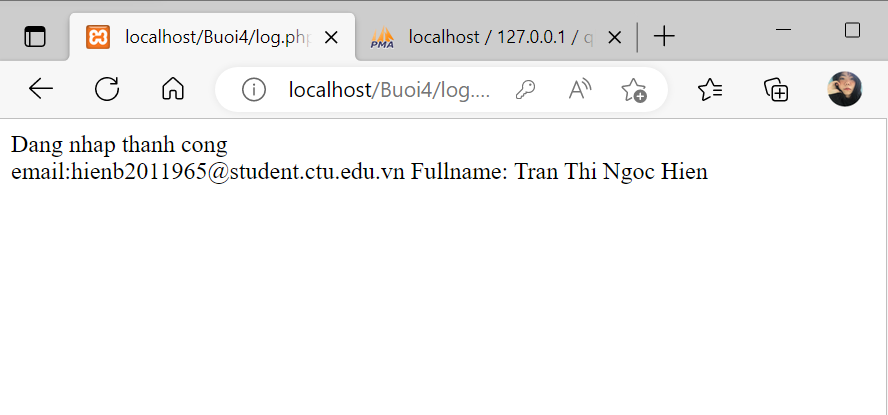 localhost/Buoi4/log.php
localhost / 127.0.0.1 / q
localhost/Buoi4/log....
Dang nhap thanh cong
email:hienb2011965@student.ctu.edu.vn Fullname: Tran Thi Ngoc Hien